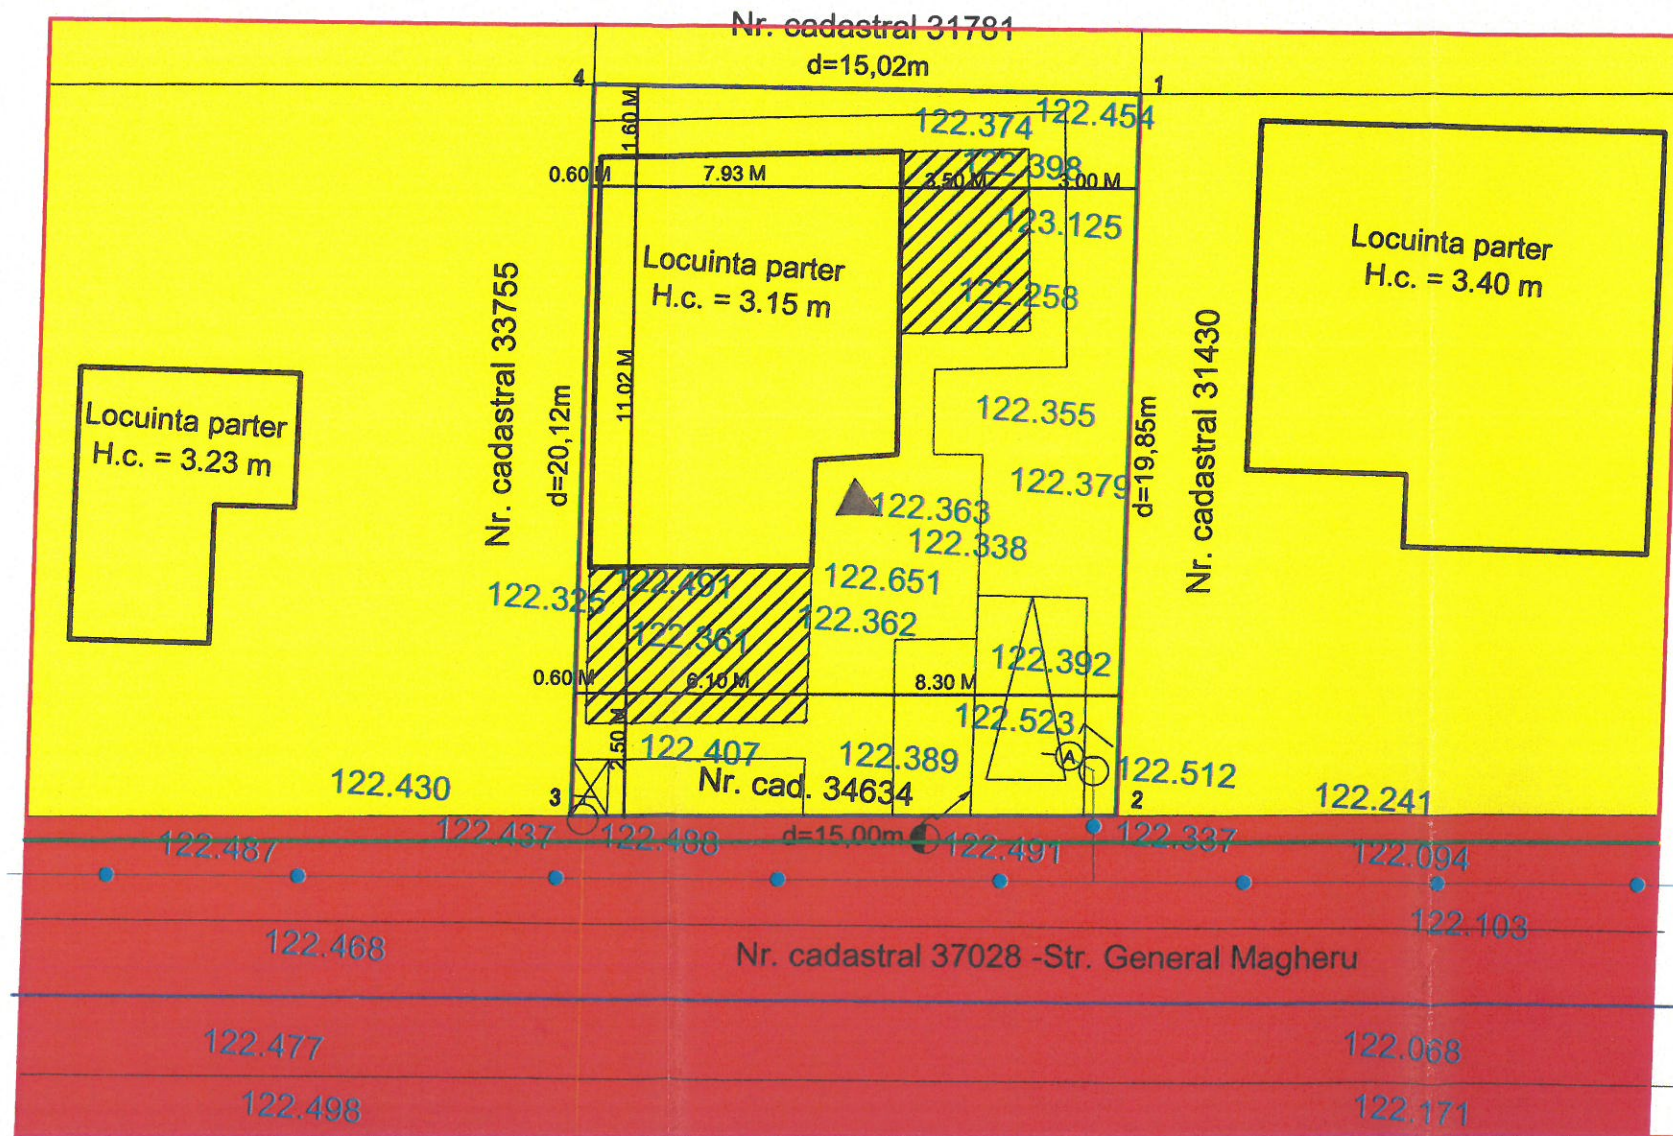 Nr. cadastral 31781
d=15,02m
4
1
1.60 M
122.374
122.454
122.398
0.60 M
7.93 M
3.50 M
3.00 M
123.125
Locuinta parter
H.c. = 3.15 m
122.258
Locuinta parter
H.c. = 3.40 m
Nr. cadastral 33755
d=20,12m
11.02 M
Nr. cadastral 31430
d=19,85m
Locuinta parter
H.c. = 3.23 m
122.355
122.379
122.363
122.338
122.325
122.491
122.651
122.361
122.362
122.392
0.60 M
6.10 M
8.30 M
2.50 M
122.523
122.407
122.389
A
122.512
122.430
3
Nr. cad. 34634
2
122.241
122.487
122.437
122.488
d=15,00m
122.491
122.337
122.094
122.103
122.468
Nr. cadastral 37028 -Str. General Magheru
122.477
122.068
122.498
122.171